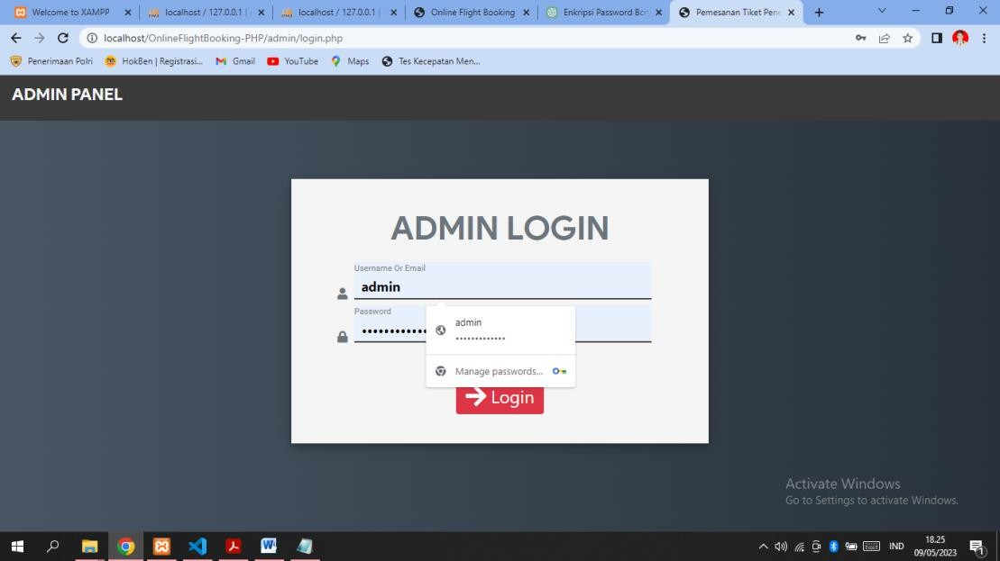 Welcome to XAMPP
localhost / 127.0.0.1 |
localhost / 127.0.0.1 |
Online Flight Booking
Enkripsi Password Bcr
Pemesanan Tiket Pene
localhost/OnlineFlightBooking-PHP/admin/login.php
Penerimaan Polri
HokBen | Registrasi...
Gmail
YouTube
Maps
Tes Kecepatan Men...
ADMIN PANEL
ADMIN LOGIN
Username Or Email
admin
Password
••••••••••••
admin
•••••••••••••
Manage passwords...
Login
Activate Windows
Go to Settings to activate Windows.
IND
18.25
09/05/2023
1